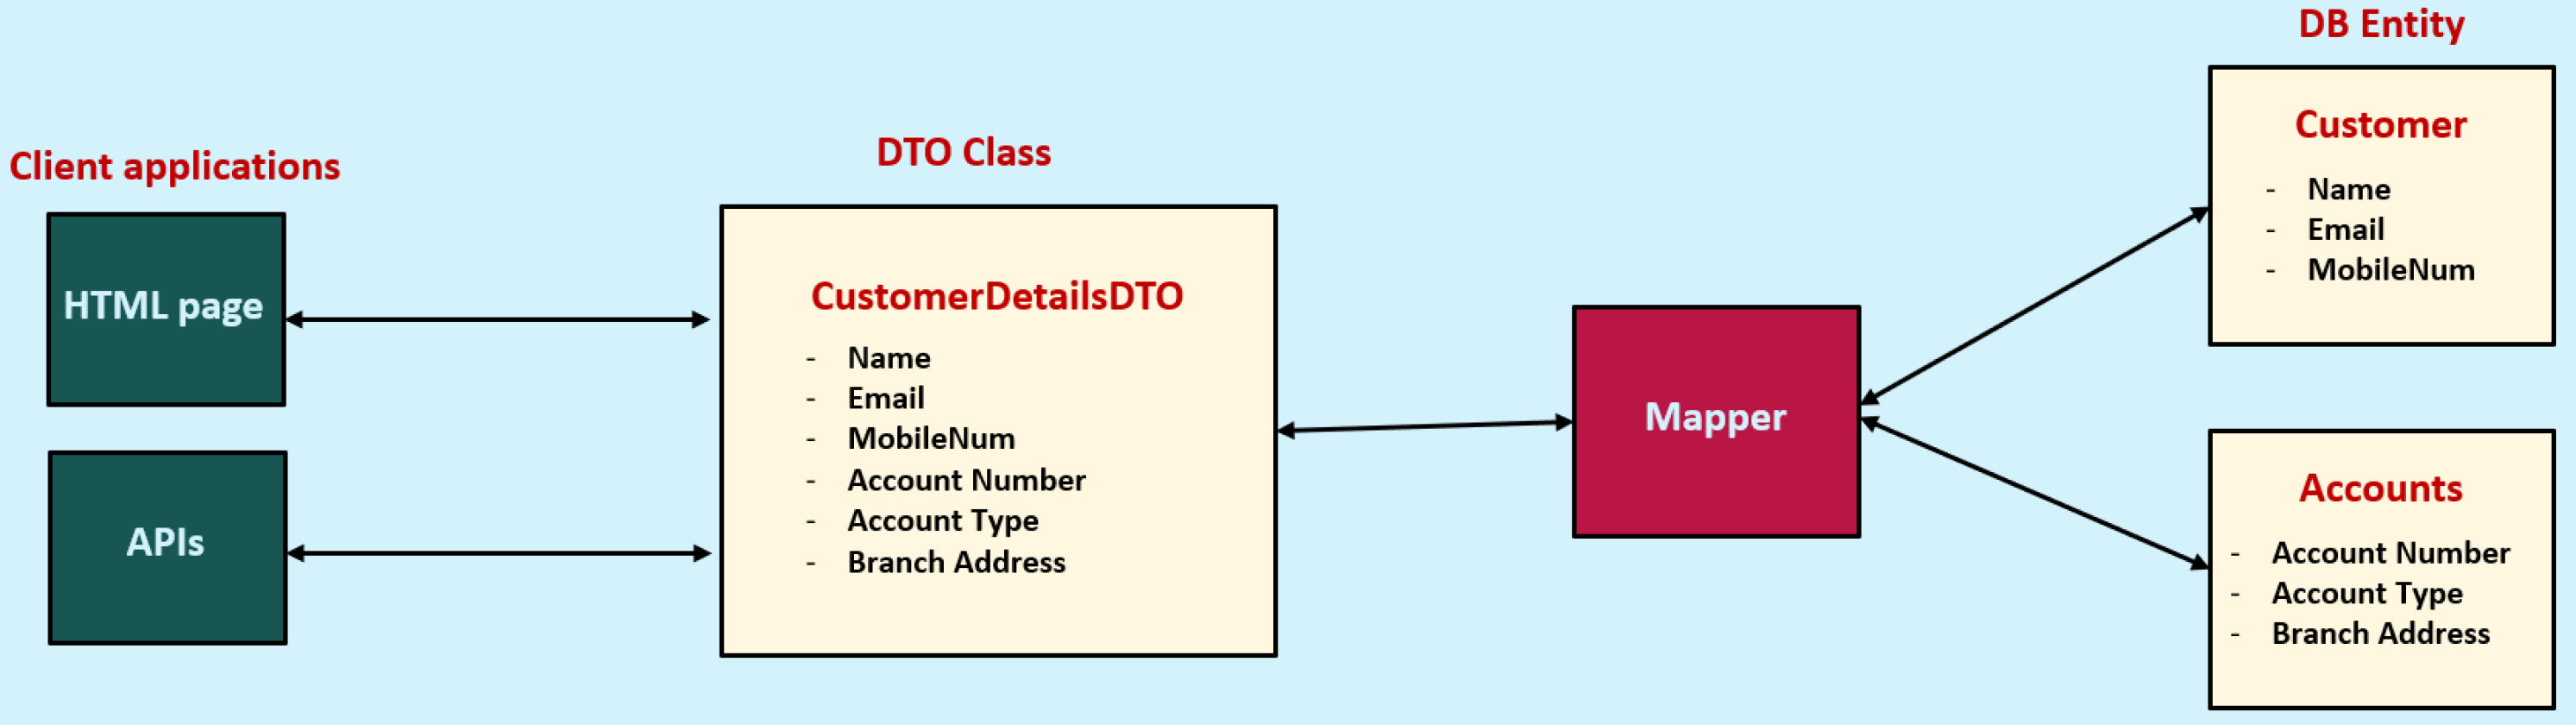 Client applications
HTML page
APIs
DTO Class
CustomerDetailsDTO
- Name
- Email
- MobileNum
- Account Number
- Account Type
- Branch Address
Mapper
DB Entity
Customer
- Name
- Email
- MobileNum
Accounts
- Account Number
- Account Type
- Branch Address